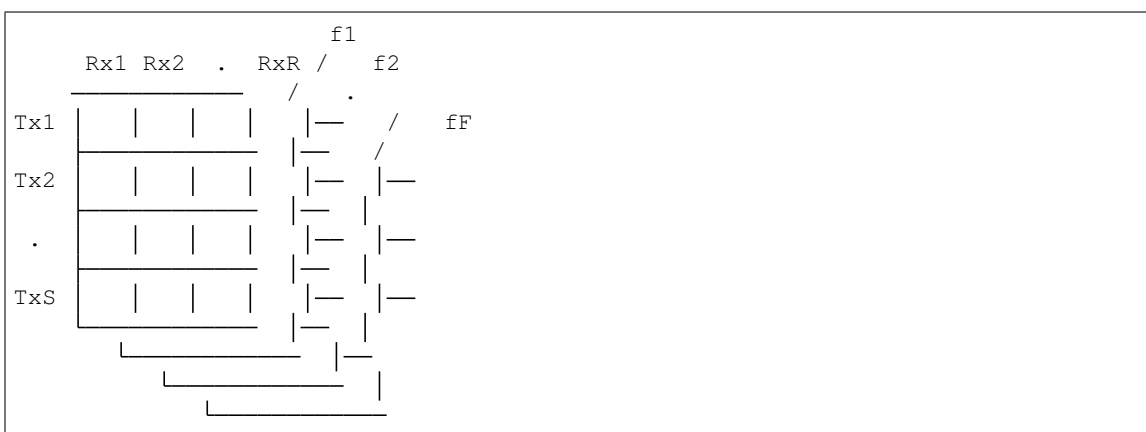 f1
Rx1 Rx2 . RxR / f2
/ .
Tx1 / fF
/
Tx2
.
TxS